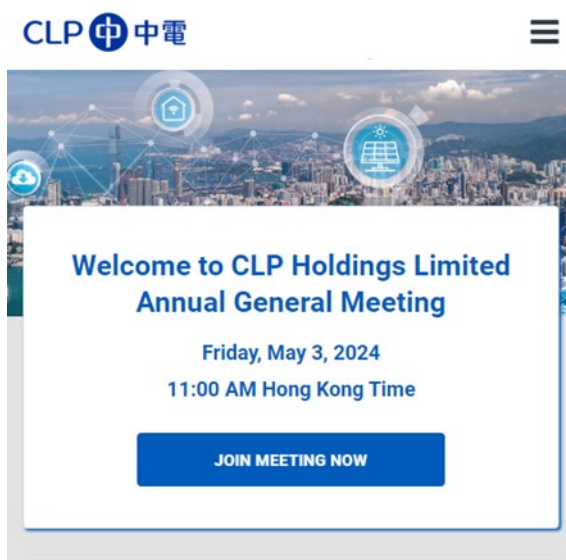 CLP 中 中電
Welcome to CLP Holdings Limited
Annual General Meeting
Friday, May 3, 2024
11:00 AM Hong Kong Time
JOIN MEETING NOW